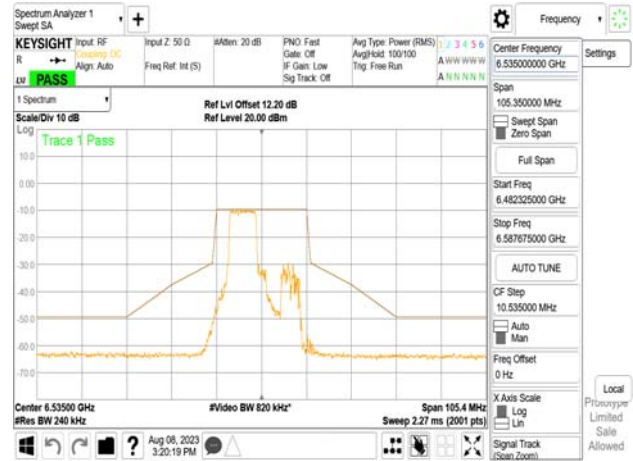 Spectrum Analyzer 1
Swept SA
+
Frequency
KEYSIGHT Input: RF
Input Z: 50 Ω
#Atten: 20 dB
PNO: Fast
Avg Type: Power (RMS)
1 2 3 4 5 6
R
Coupling: DC
Gate: Off
Avg|Hold: 100/100
A W W W W W
Align: Auto
Freq Ref: Int (S)
IF Gain: Low
Trig: Free Run
Sig Track: Off
A N N N N N
LV PASS
1 Spectrum
Ref Lvl Offset 12.20 dB
Scale/Div 10 dB
Ref Level 20.00 dBm
Log
Trace 1 Pass
10.0
0.00
-10.0
-20.0
-30.0
-40.0
-50.0
-60.0
-70.0
Center 6.53500 GHz
#Video BW 820 kHz*
Span 105.4 MHz
#Res BW 240 kHz
Sweep 2.27 ms (2001 pts)
?
Aug 08, 2023
3:20:19 PM
Center Frequency
6.535000000 GHz
Settings
Span
105.350000 MHz
Swept Span
Zero Span
Full Span
Start Freq
6.482325000 GHz
Stop Freq
6.587675000 GHz
AUTO TUNE
CF Step
10.535000 MHz
Auto
Man
Freq Offset
0 Hz
X Axis Scale
Log
Lin
Signal Track
(Span Zoom)
Local
Prototype
Limited
Sale
Allowed